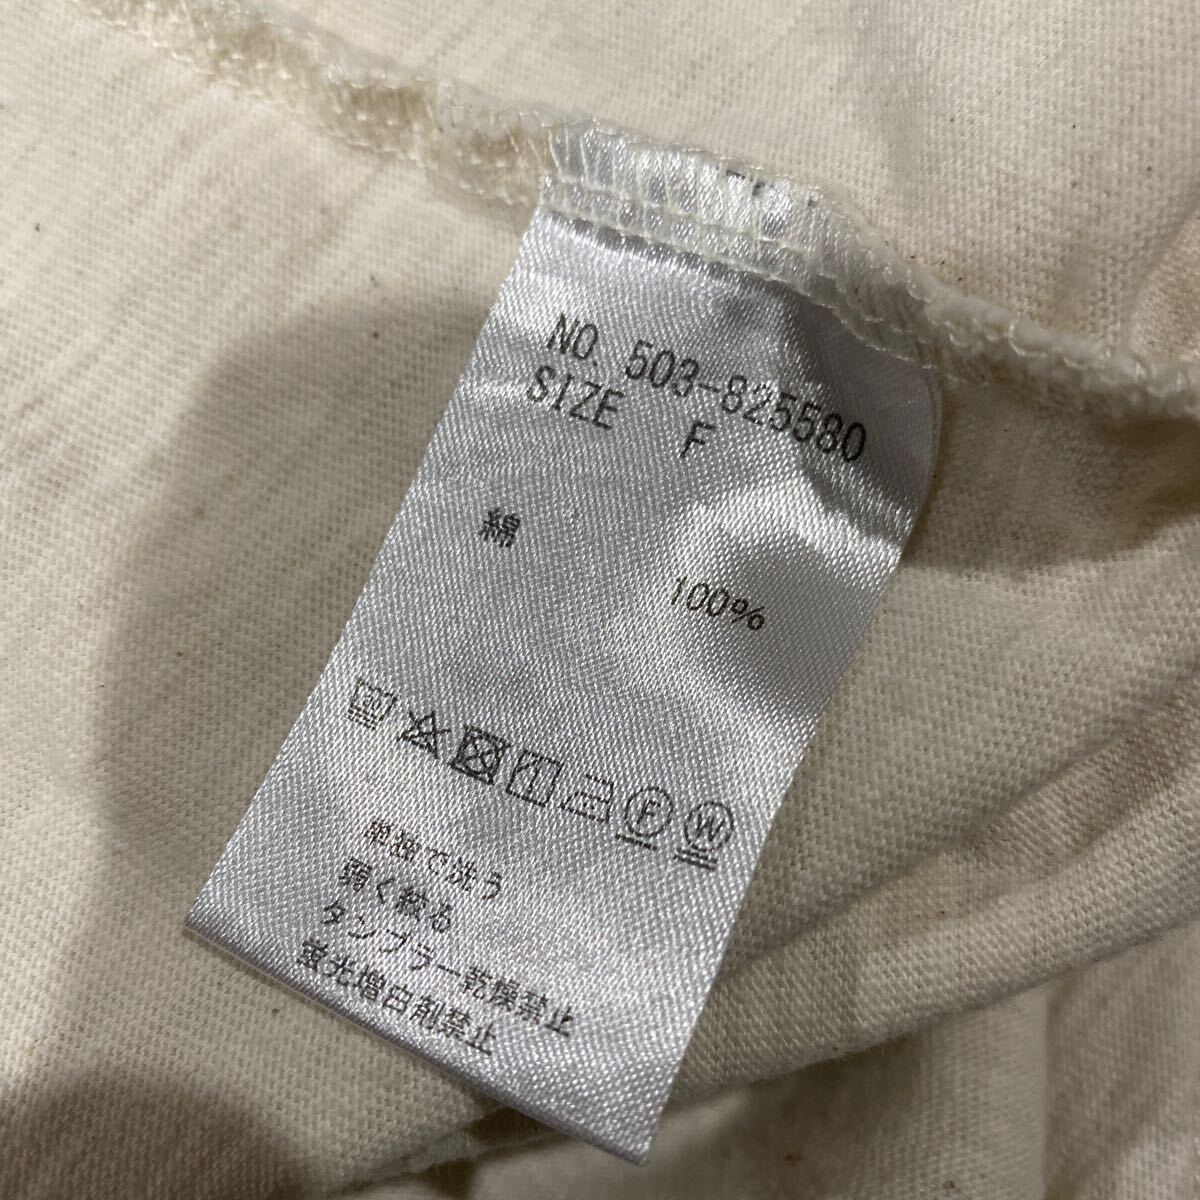 NO. 503-825580
SIZE F
綿 100%
F W
単独で洗う
弱く絞る
タンブラー乾燥禁止
蛍光増白剤禁止